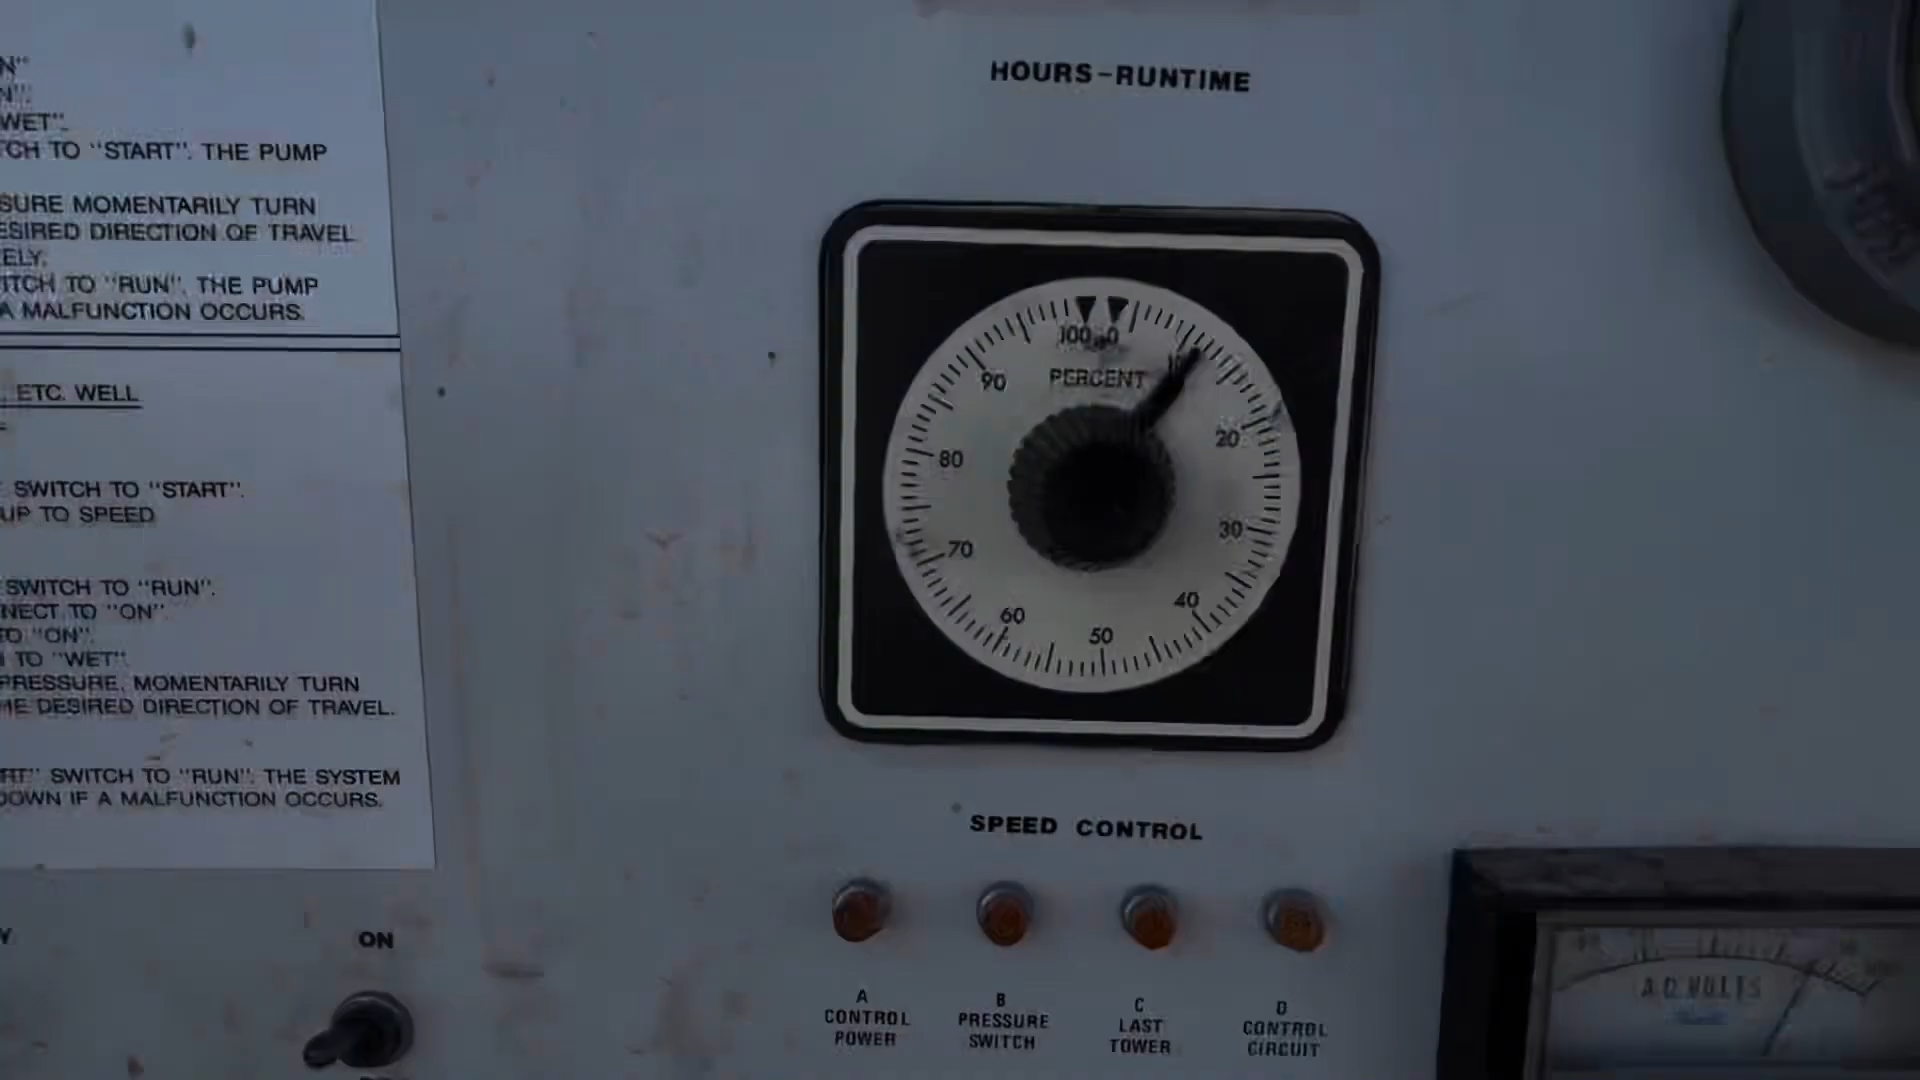 N"
N".
WET".
TCH TO "START". THE PUMP
SURE MOMENTARILY TURN
ESIRED DIRECTION OF TRAVEL
ELY.
ITCH TO "RUN". THE PUMP
A MALFUNCTION OCCURS.
ETC. WELL
SWITCH TO "START".
UP TO SPEED
SWITCH TO "RUN".
NNECT TO "ON".
TO "ON".
H TO "WET".
PRESSURE, MOMENTARILY TURN
HE DESIRED DIRECTION OF TRAVEL.
ART" SWITCH TO "RUN". THE SYSTEM
DOWN IF A MALFUNCTION OCCURS.
Y
ON
HOURS-RUNTIME
100 0
90
PERCENT
20
80
30
70
40
60
50
SPEED CONTROL
A
CONTROL
POWER
B
PRESSURE
SWITCH
C
LAST
TOWER
D
CONTROL
CIRCUIT
A.C. VOLTS